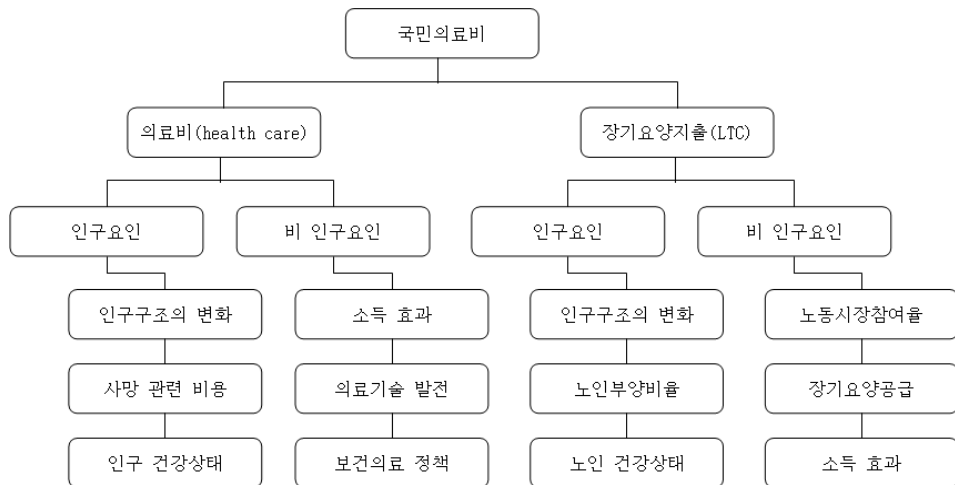 국민의료비
의료비(health care)
장기요양지출(LTC)
인구요인
비 인구요인
인구요인
비 인구요인
인구구조의 변화
소득 효과
인구구조의 변화
노동시장참여율
사망 관련 비용
의료기술 발전
노인부양비율
장기요양공급
인구 건강상태
보건의료 정책
노인 건강상태
소득 효과